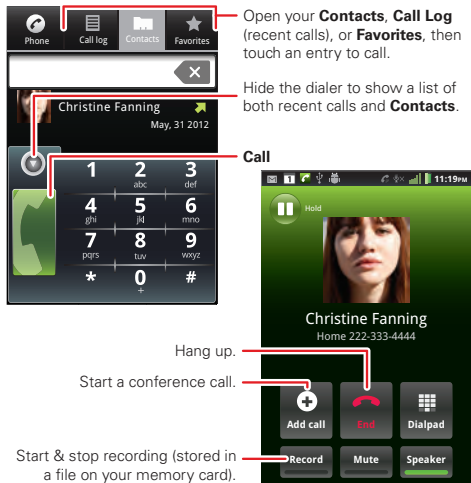 Phone
Call log
Contacts
Favorites
Open your Contacts, Call Log
(recent calls), or Favorites, then
touch an entry to call.
Christine Fanning
May, 31 2012
Hide the dialer to show a list of
both recent calls and Contacts.
Call
1
2 abc
3 def
4 ghi
5 jkl
6 mno
7 pqrs
8 tuv
9 wxyz
*
0 +
#
1
11:19PM
Hold
Christine Fanning
Home 222-333-4444
Hang up.
Start a conference call.
Add call
End
Dialpad
Start & stop recording (stored in
a file on your memory card).
Record
Mute
Speaker